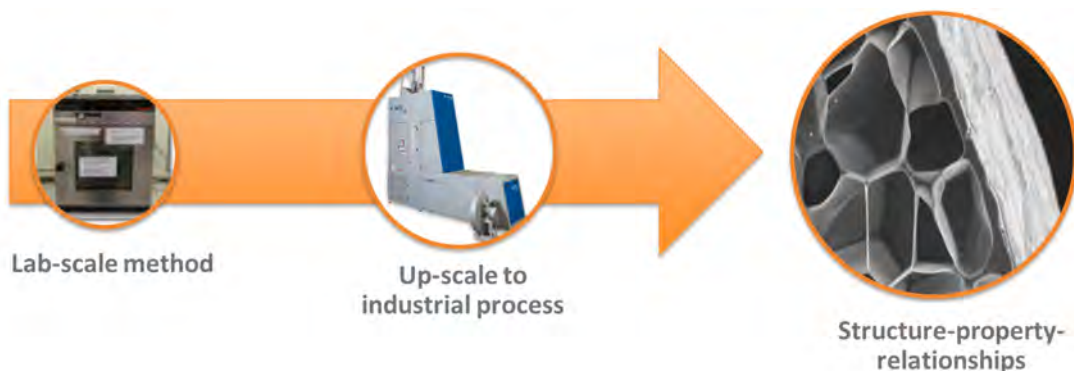 Lab-scale method
Up-scale to
industrial process
Structure-property-
relationships